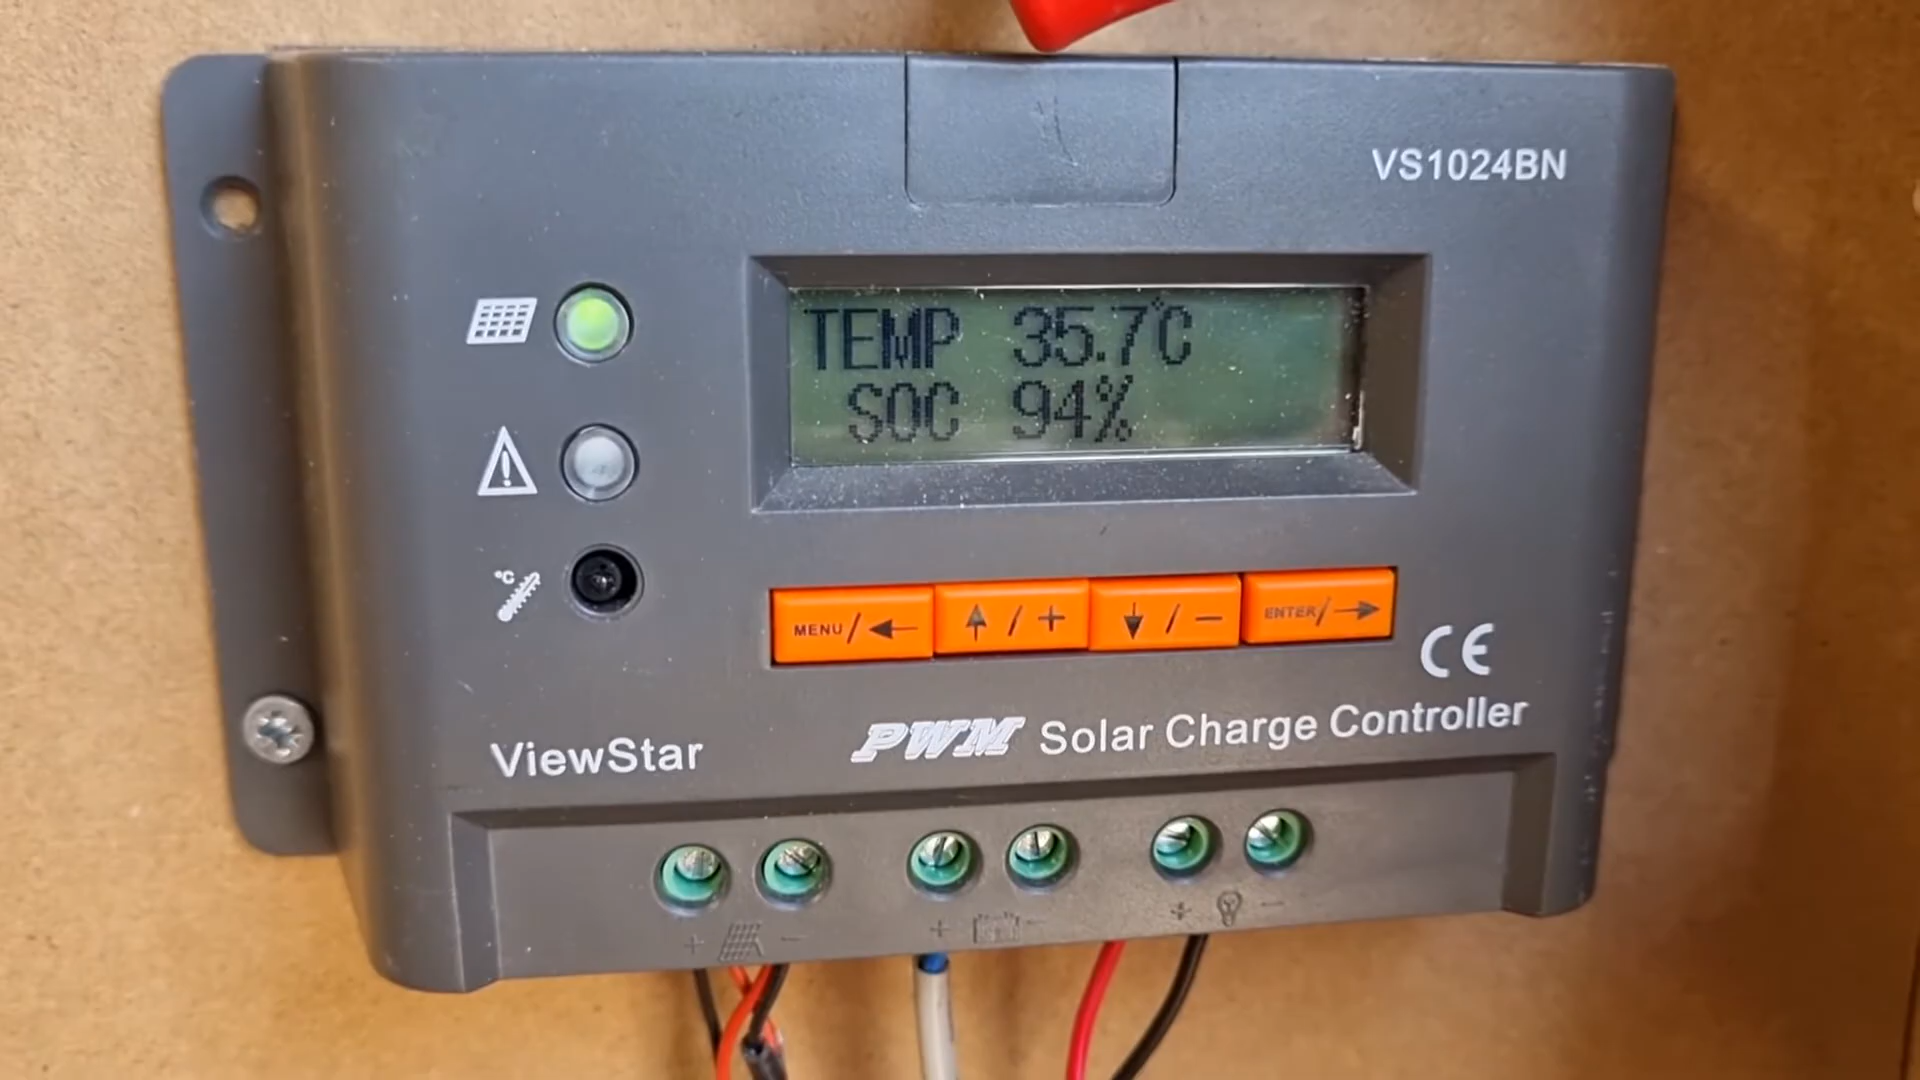 VS1024BN
TEMP 35.7°C
SOC 94%
°C
MENU/← ↑/+ ↓/− ENTER/→
CE
ViewStar PWM Solar Charge Controller
+ − + − + −